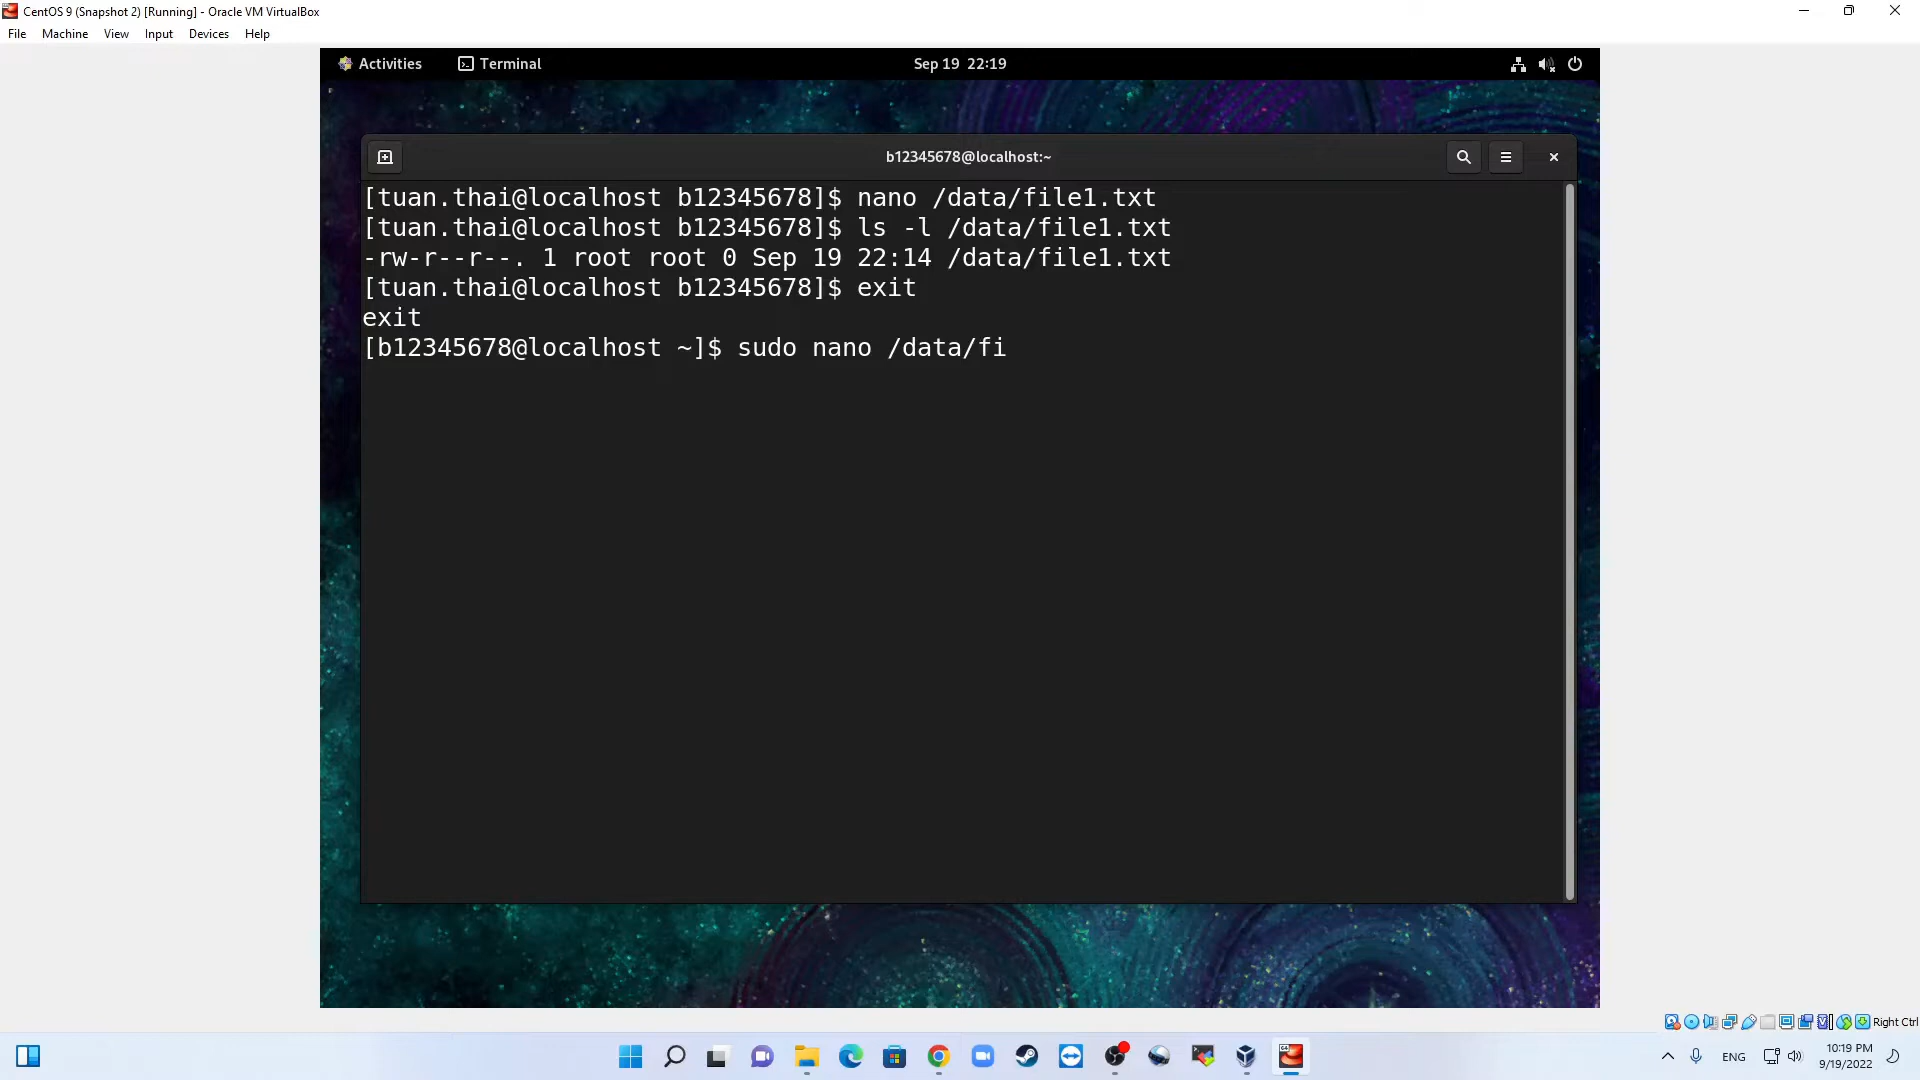 CentOS 9 (Snapshot 2) [Running] - Oracle VM VirtualBox
File Machine View Input Devices Help
Activities Terminal Sep 19 22:19
b12345678@localhost:~
[tuan.thai@localhost b12345678]$ nano /data/file1.txt
[tuan.thai@localhost b12345678]$ ls -l /data/file1.txt
-rw-r--r--. 1 root root 0 Sep 19 22:14 /data/file1.txt
[tuan.thai@localhost b12345678]$ exit
exit
[b12345678@localhost ~]$ sudo nano /data/fi
Right Ctrl
ENG
10:19 PM
9/19/2022